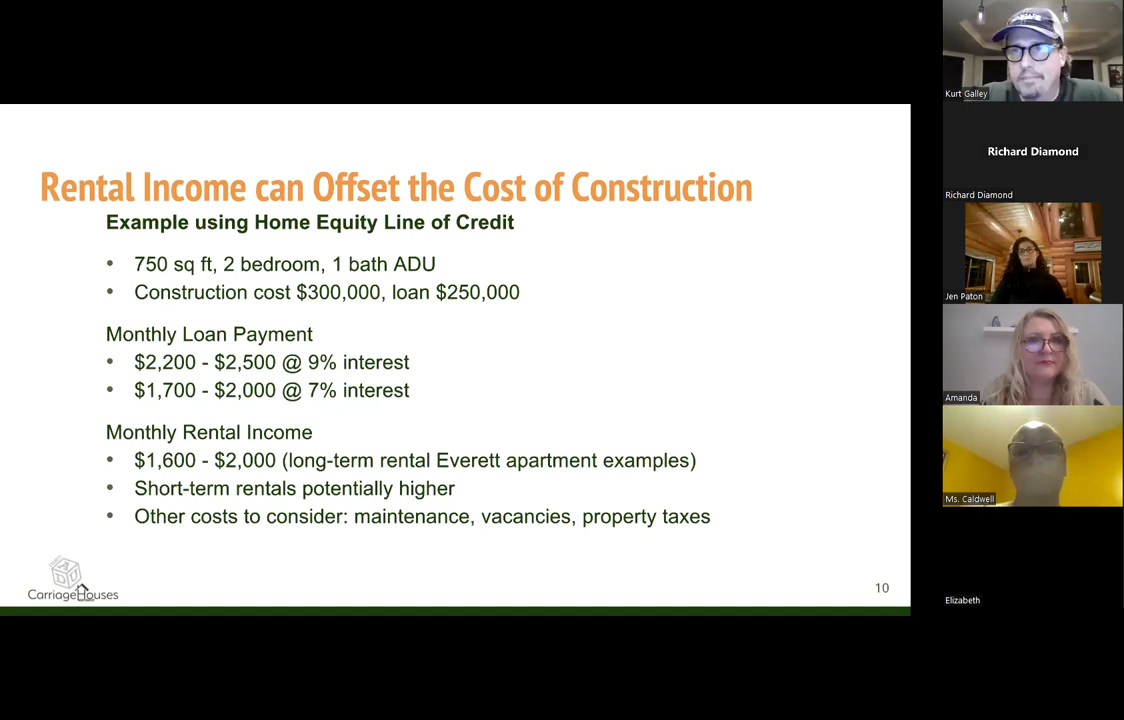 Rental Income can Offset the Cost of Construction
Example using Home Equity Line of Credit
• 750 sq ft, 2 bedroom, 1 bath ADU
• Construction cost $300,000, loan $250,000
Monthly Loan Payment
• $2,200 - $2,500 @ 9% interest
• $1,700 - $2,000 @ 7% interest
Monthly Rental Income
• $1,600 - $2,000 (long-term rental Everett apartment examples)
• Short-term rentals potentially higher
• Other costs to consider: maintenance, vacancies, property taxes
ADU
CarriageHouses
10
Kurt Galley
Richard Diamond
Richard Diamond
Jen Paton
Amanda
Ms. Caldwell
Elizabeth